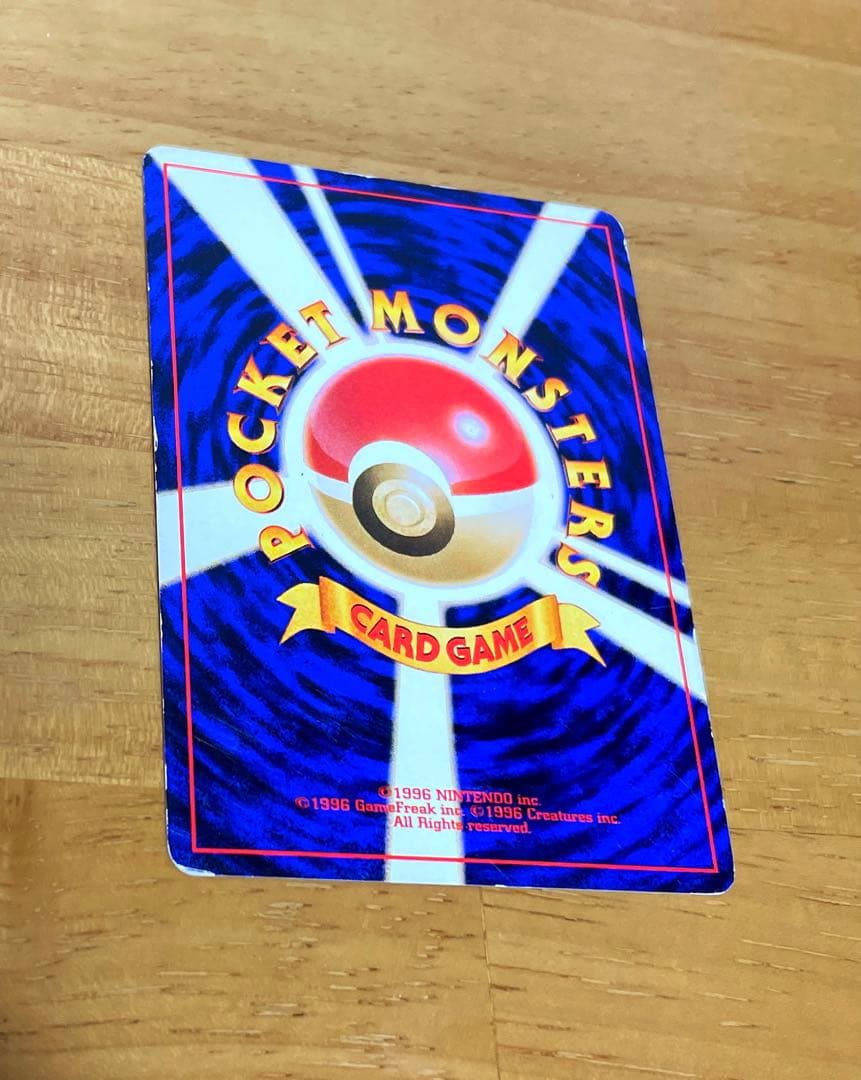 POCKET MONSTERS
CARD GAME
©1996 NINTENDO inc.
©1996 GameFreak inc. ©1996 Creatures inc.
All Rights reserved.